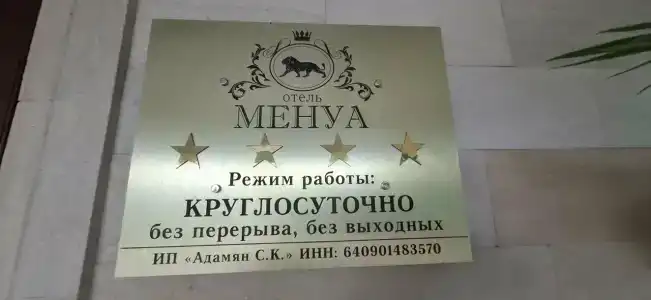 отель
МЕНУА
Режим работы:
КРУГЛОСУТОЧНО
без перерыва, без выходных
ИП «Адамян С.К.» ИНН: 640901483570